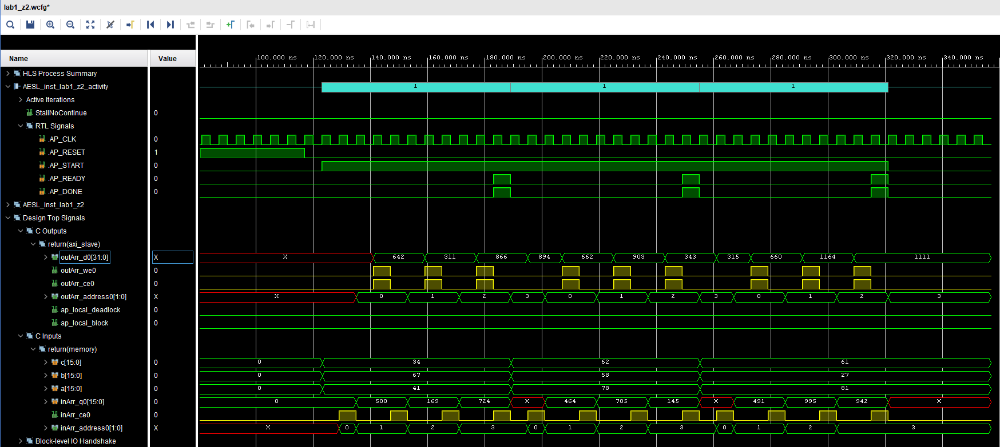 lab1_z2.wcfg*
Name Value
100.000 ns 120.000 ns 140.000 ns 160.000 ns 180.000 ns 200.000 ns 220.000 ns 240.000 ns 260.000 ns 280.000 ns 300.000 ns 320.000 ns 340.000 ns
HLS Process Summary
AESL_inst_lab1_z2_activity 1 1 1
Active Iterations
StallNoContinue 0
RTL Signals
.AP_CLK 0
.AP_RESET 1
.AP_START 0
.AP_READY 0
.AP_DONE 0
AESL_inst_lab1_z2
Design Top Signals
C Outputs
return(axi_slave)
outArr_d0[31:0] X X 642 311 866 894 662 903 343 315 660 1164 1111
outArr_we0 0
outArr_ce0 0
outArr_address0[1:0] X X 0 1 2 3 0 1 2 3 0 1 2 3
ap_local_deadlock 0
ap_local_block 0
C Inputs
return(memory)
c[15:0] 0 0 34 62 61
b[15:0] 0 0 67 58 27
a[15:0] 0 0 41 78 81
inArr_q0[15:0] 0 0 500 169 724 X 464 705 145 X 491 995 942 X
inArr_ce0 0
inArr_address0[1:0] X X 0 1 2 3 0 1 2 3 0 1 2 3
Block-level IO Handshake